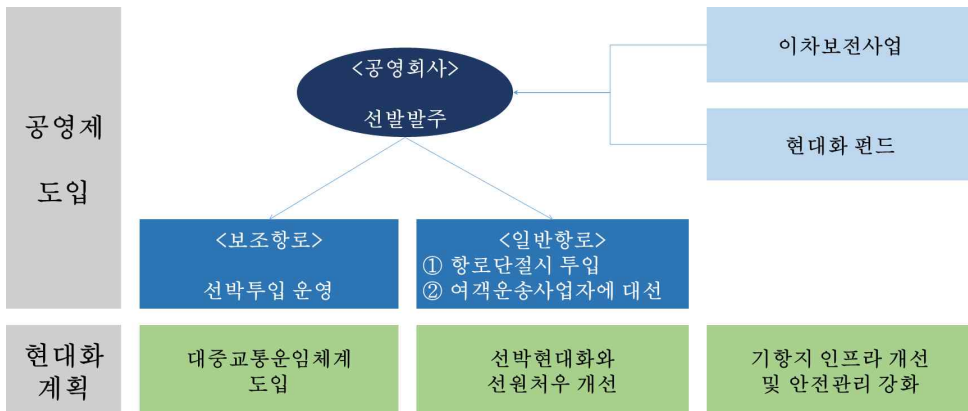 공영제
도입
<공영회사>
선발발주
이차보전사업
현대화 펀드
<보조항로>
선박투입 운영
<일반항로>
① 항로단절시 투입
② 여객운송사업자에 대선
현대화
계획
대중교통운임체계
도입
선박현대화와
선원처우 개선
기항지 인프라 개선
및 안전관리 강화